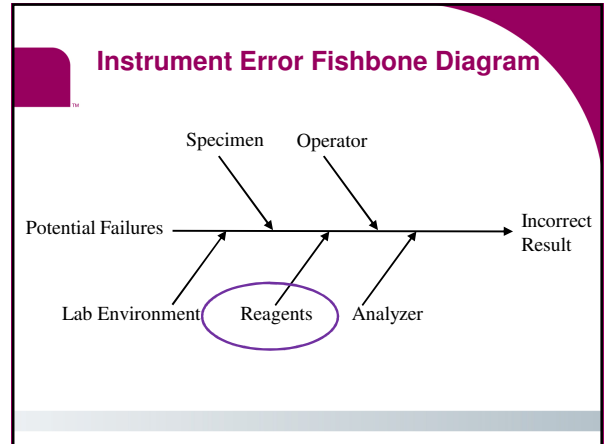 Instrument Error Fishbone Diagram
TM
Specimen Operator
Potential Failures
Incorrect
Result
Lab Environment Reagents Analyzer